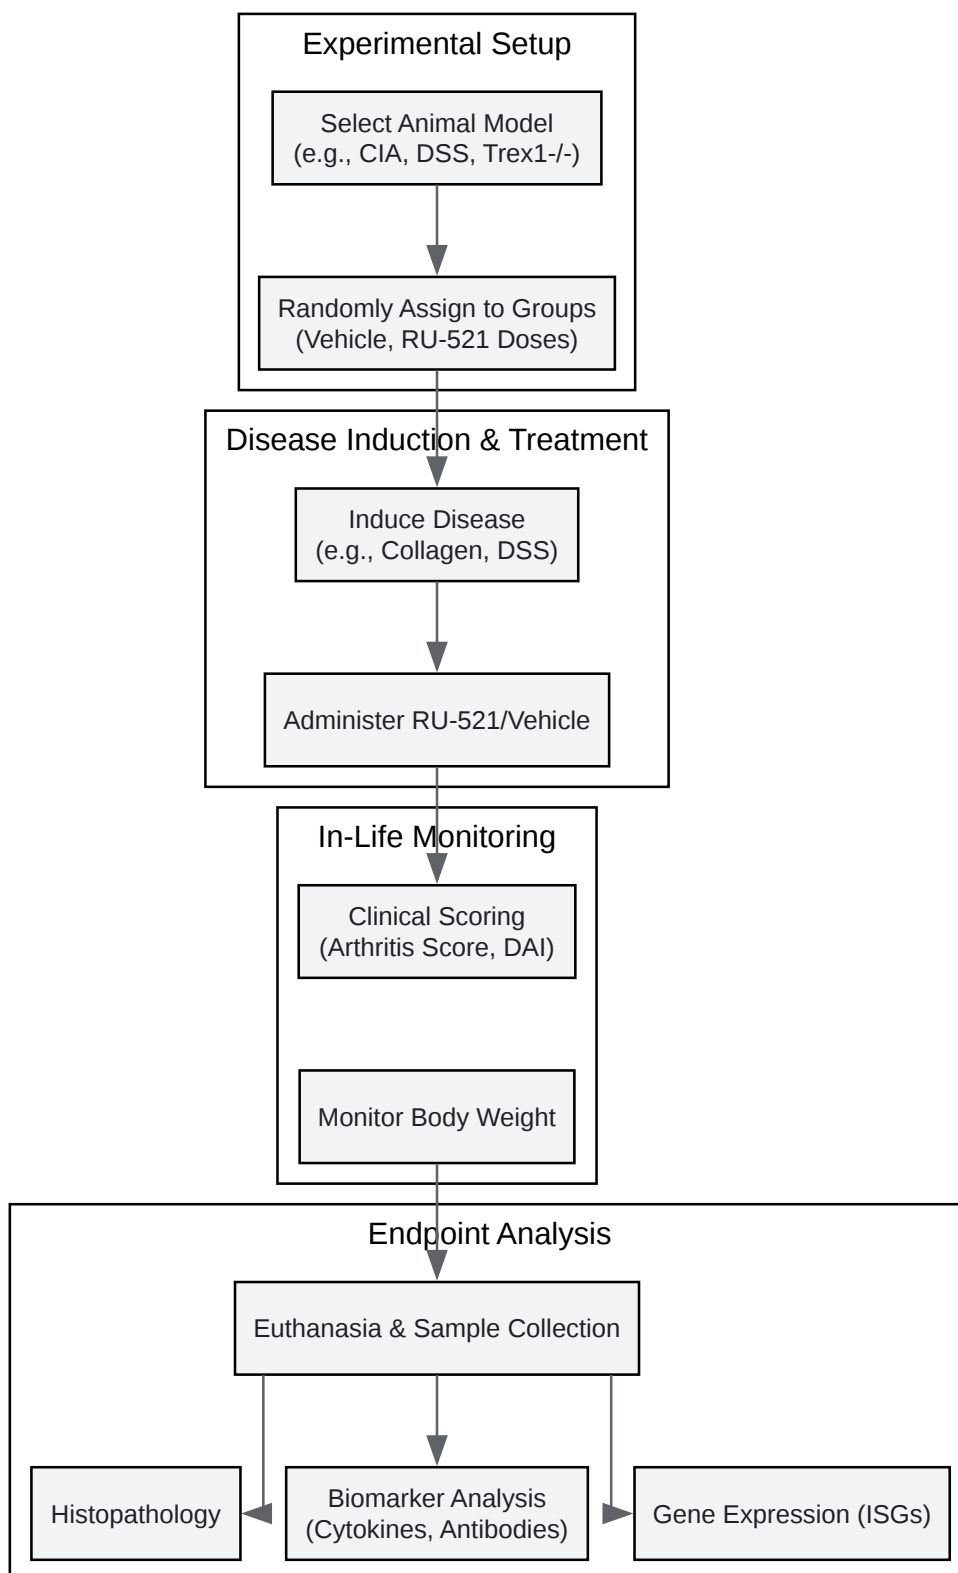 Experimental Setup
Select Animal Model
(e.g., CIA, DSS, Trex1-/-)
Randomly Assign to Groups
(Vehicle, RU-521 Doses)
Disease Induction & Treatment
Induce Disease
(e.g., Collagen, DSS)
Administer RU-521/Vehicle
In-Life Monitoring
Clinical Scoring
(Arthritis Score, DAI)
Monitor Body Weight
Endpoint Analysis
Euthanasia & Sample Collection
Histopathology
Biomarker Analysis
(Cytokines, Antibodies)
Gene Expression (ISGs)